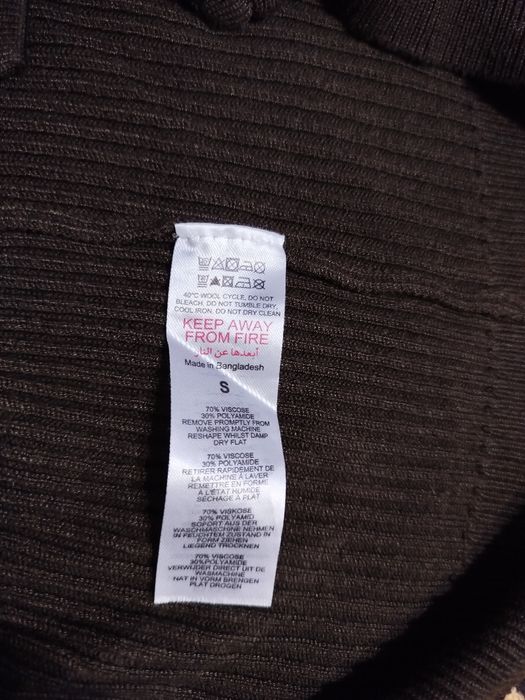 40°C WOOL CYCLE, DO NOT
BLEACH, DO NOT TUMBLE DRY,
COOL IRON, DO NOT DRY CLEAN
KEEP AWAY
FROM FIRE
أبعدها عن النار
Made in Bangladesh
S
70% VISCOSE
30% POLYAMIDE
REMOVE PROMPTLY FROM
WASHING MACHINE
RESHAPE WHILST DAMP
DRY FLAT
70% VISCOSE
30% POLYAMIDE
RETIRER RAPIDEMENT DE
LA MACHINE À LAVER
REMETTRE EN FORME
À L'ÉTAT HUMIDE
SÉCHAGE À PLAT
70% VISKOSE
30% POLYAMID
SOFORT AUS DER
WASCHMASCHINE NEHMEN
IN FEUCHTEM ZUSTAND IN
FORM ZIEHEN
LIEGEND TROCKNEN
70% VISCOSE
30% POLYAMIDE
VERWIJDER DIRECT UIT DE
WASMACHINE
NAT IN VORM BRENGEN
PLAT DROGEN